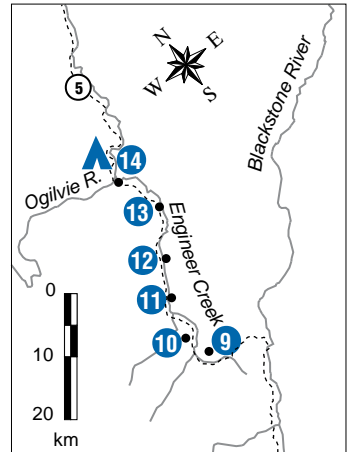 N
E
W
S
Blackstone River
5
14
Ogilvie R.
13
Engineer Creek
12
11
10
9
0
10
20
km